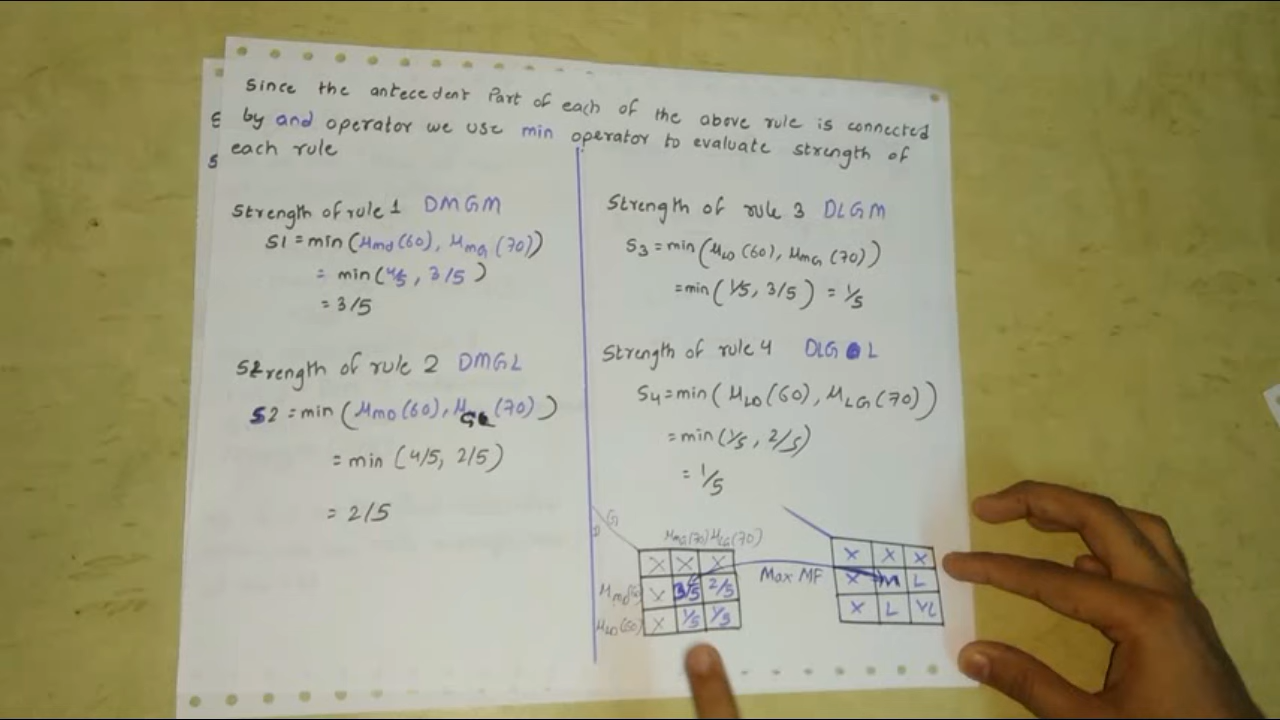 Since the antecedent Part of each of the above rule is connected
by and operator we use min operator to evaluate strength of
each rule
Strength of rule 1 DMGM
S1 = min(μMD(60), μMG(70))
= min(4/5, 3/5)
= 3/5
Strength of rule 2 DMGL
S2 = min(μMD(60), μGL(70))
= min(4/5, 2/5)
= 2/5
Strength of rule 3 DLGM
S3 = min(μLD(60), μMG(70))
= min(1/5, 3/5) = 1/5
Strength of rule 4 DLG L
S4 = min(μLD(60), μLG(70))
= min(1/5, 2/5)
= 1/5
G
D
μMG(70) μLG(70)
X X X
μMD(60) X 3/5 2/5
μLD(60) X 1/5 1/5
Max MF
X X X
X M L
X L VL